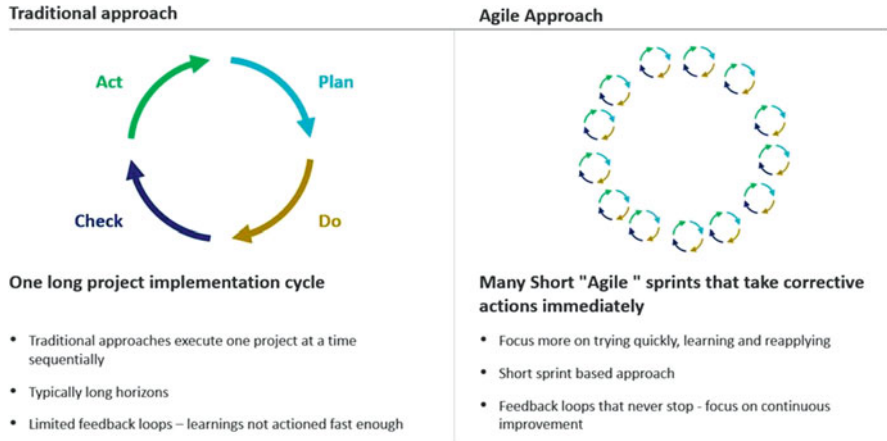 Traditional approach
Agile Approach
Act
Plan
Check
Do
One long project implementation cycle
• Traditional approaches execute one project at a time
sequentially
• Typically long horizons
• Limited feedback loops – learnings not actioned fast enough
Many Short "Agile " sprints that take corrective
actions immediately
• Focus more on trying quickly, learning and reapplying
• Short sprint based approach
• Feedback loops that never stop - focus on continuous
improvement